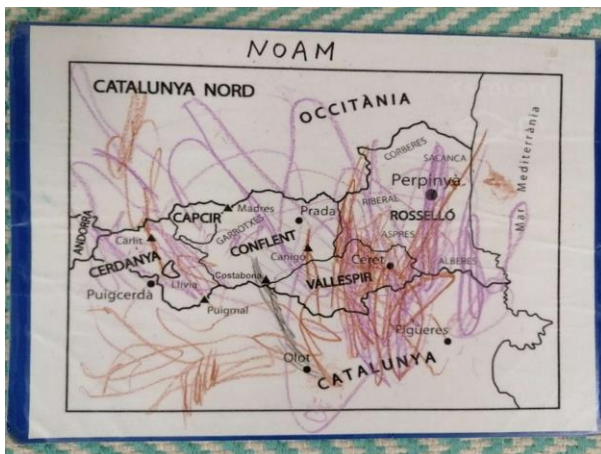 NOAM
CATALUNYA NORD
OCCITÀNIA
CORBERES
SALANCA
Perpinyà
RIBERAL
ROSSELLÓ
ASPRES
Mar Mediterrània
ANDORRA
CAPCIR
Madres
Prada
GARROTXES
CONFLENT
Carlit
CERDANYA
Canigó
Ceret
ALBERES
Llívia
Costabona
VALLESPIR
Puigcerdà
Puigmal
Figueres
Olot
CATALUNYA